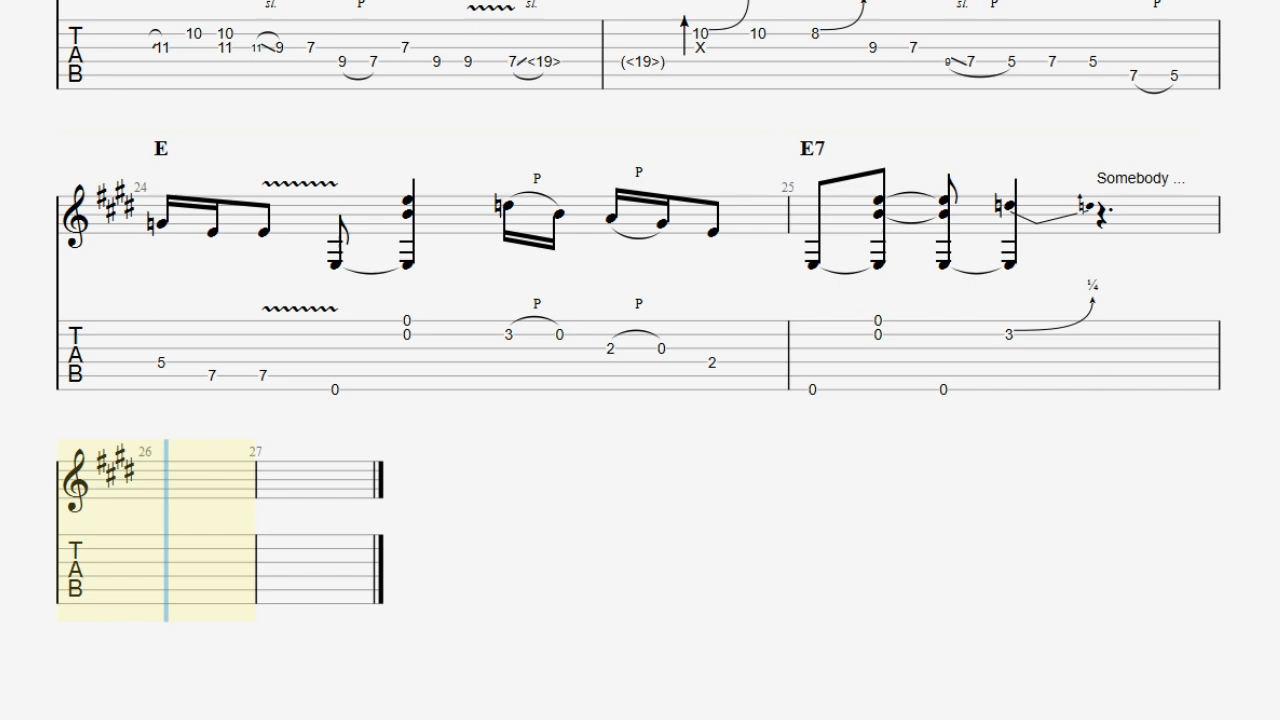 sl. P sl. sl. P P
10 10 10 10 8
T 11 11 11 9 7 7 X 9 7
A 9 7 9 9 7 <19> (<19>) 9 7 5 7 5
B 7 5
E E7
24 P P 25 Somebody ...
P P ¼
0 0
T 3 0 0 3
0
2 0
A 5 2
B 7 7
0 0 0
26 27
T
A
B